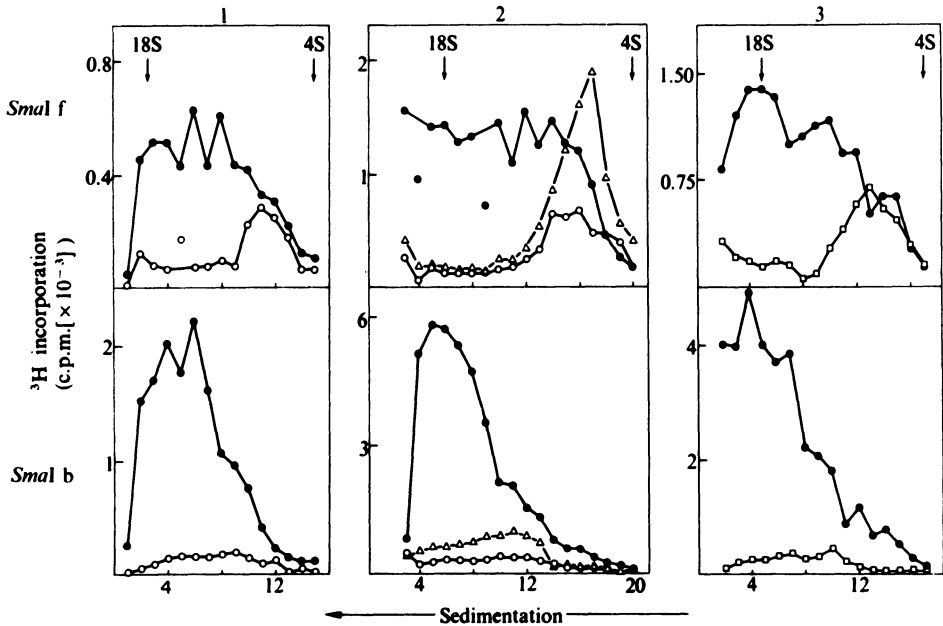 1 2 3
18S 4S 18S 4S 18S 4S
0.8 2 1.50
SmaI f
0.4 1 0.75
³H incorporation
(c.p.m.[ × 10⁻³])
2 6 4
SmaI b
1 3 2
4 12 4 12 20 4 12
Sedimentation